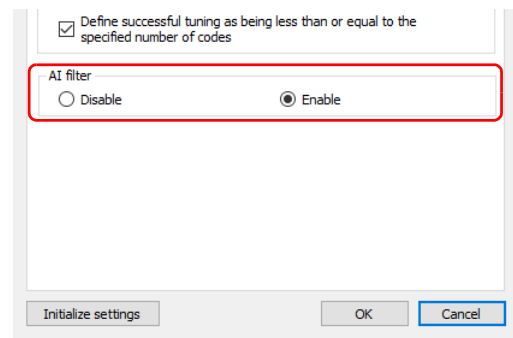 Define successful tuning as being less than or equal to the
specified number of codes
AI filter
Disable
Enable
Initialize settings
OK
Cancel